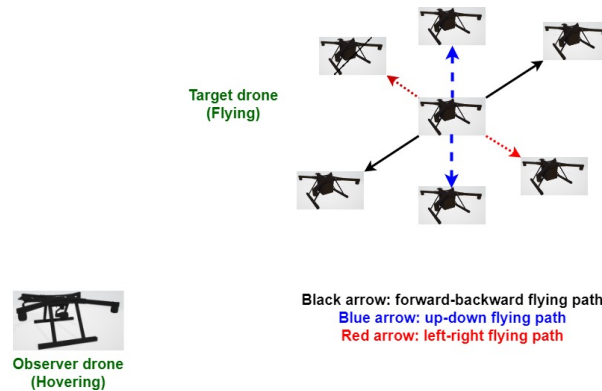 Target drone
(Flying)
Black arrow: forward-backward flying path
Blue arrow: up-down flying path
Red arrow: left-right flying path
Observer drone
(Hovering)